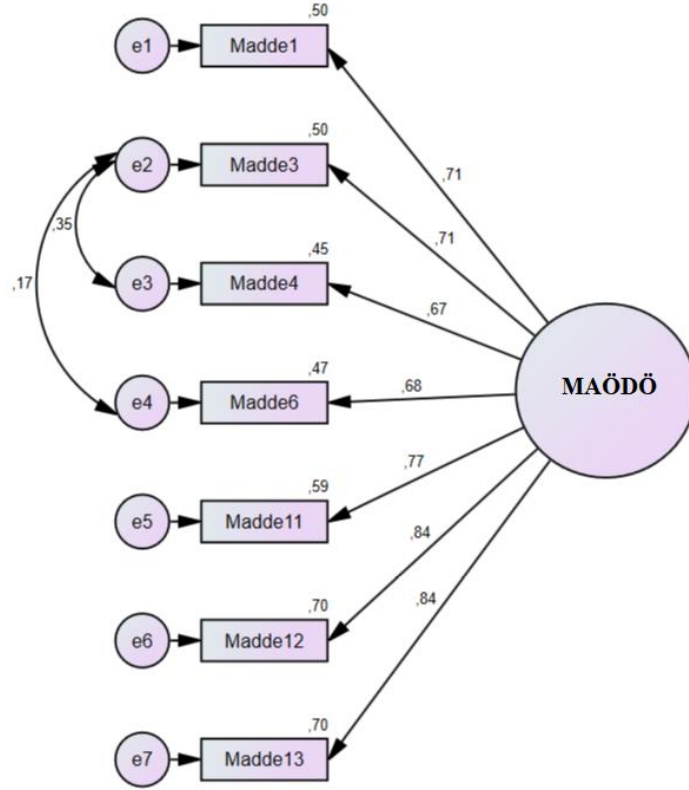 ,50
e1 Madde1
,71
,50
e2 Madde3
,35
,71
,45
e3 Madde4
,17
,67
,47
e4 Madde6
,68
MAÖDÖ
,77
,59
e5 Madde11
,84
,70
e6 Madde12
,84
,70
e7 Madde13